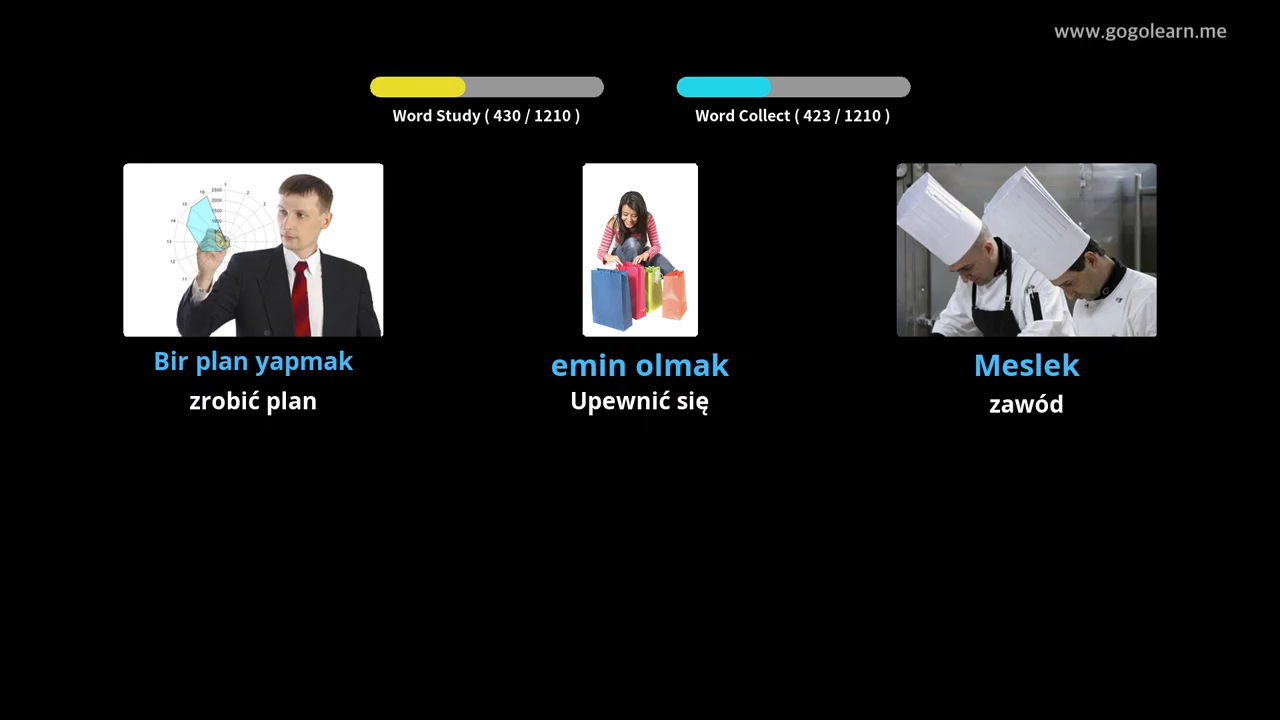 www.gogolearn.me
Word Study ( 430 / 1210 )
Word Collect ( 423 / 1210 )
Bir plan yapmak
zrobić plan
emin olmak
Upewnić się
Meslek
zawód